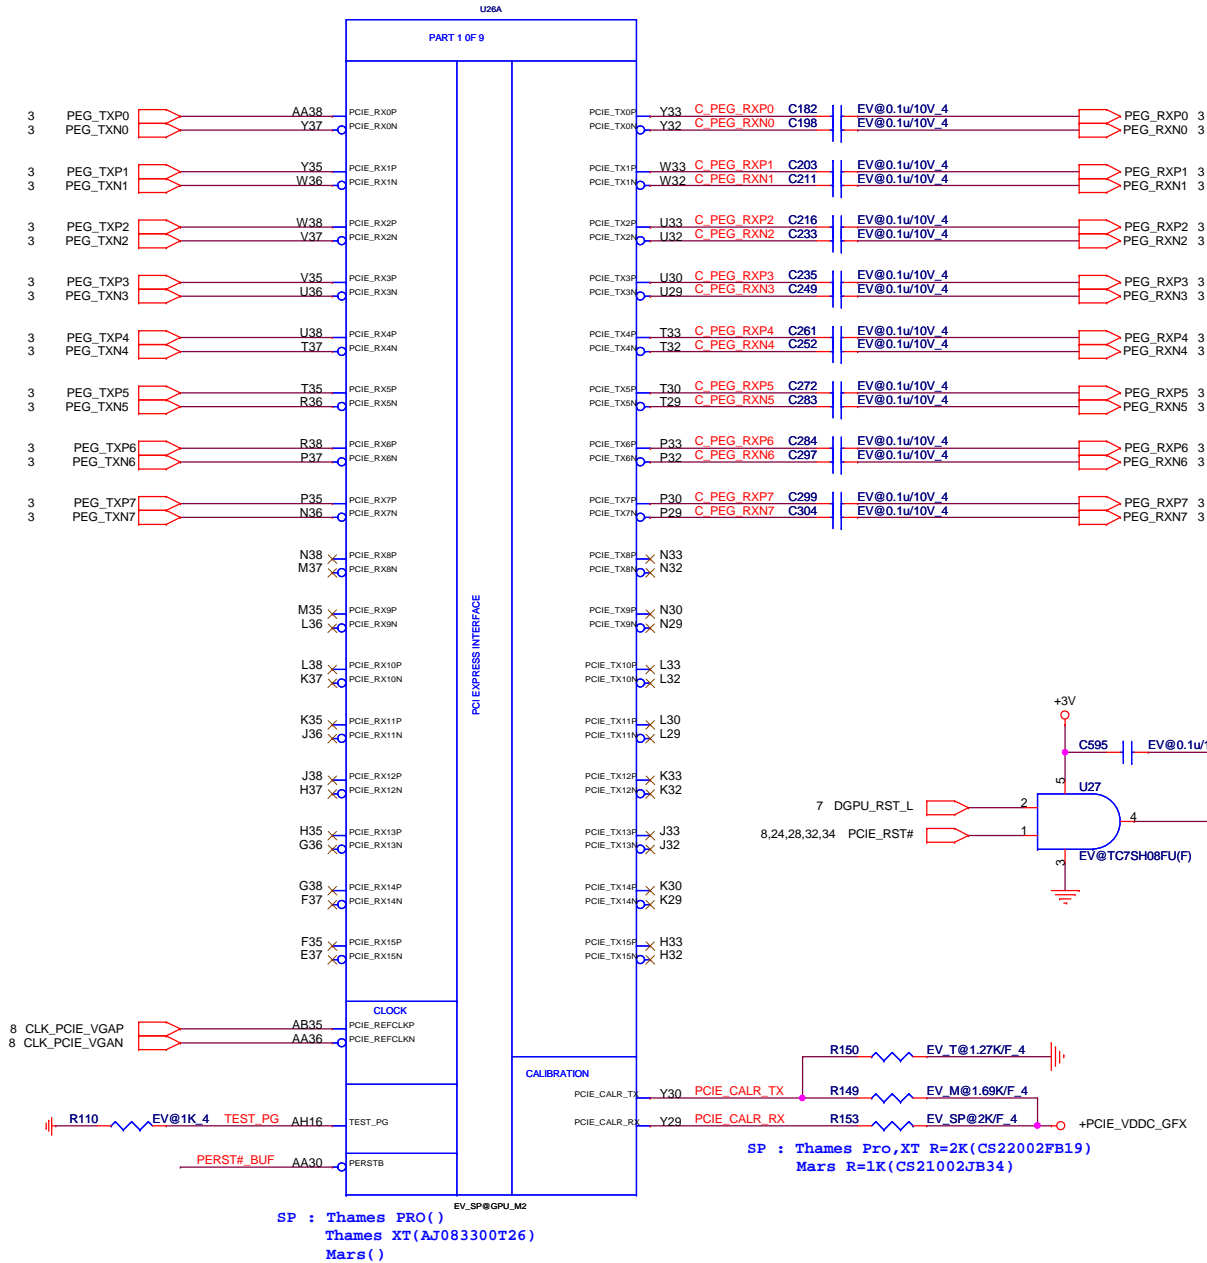 U26A
PART 1 0F 9
3 PEG_TXP0 AA38 PCIE_RX0P PCIE_TX0P Y33 C_PEG_RXP0 C182 EV@0.1u/10V_4 PEG_RXP0 3
3 PEG_TXN0 Y37 PCIE_RX0N PCIE_TX0N Y32 C_PEG_RXN0 C198 EV@0.1u/10V_4 PEG_RXN0 3
3 PEG_TXP1 Y35 PCIE_RX1P PCIE_TX1P W33 C_PEG_RXP1 C203 EV@0.1u/10V_4 PEG_RXP1 3
3 PEG_TXN1 W36 PCIE_RX1N PCIE_TX1N W32 C_PEG_RXN1 C211 EV@0.1u/10V_4 PEG_RXN1 3
3 PEG_TXP2 W38 PCIE_RX2P PCIE_TX2P U33 C_PEG_RXP2 C216 EV@0.1u/10V_4 PEG_RXP2 3
3 PEG_TXN2 V37 PCIE_RX2N PCIE_TX2N U32 C_PEG_RXN2 C233 EV@0.1u/10V_4 PEG_RXN2 3
3 PEG_TXP3 V35 PCIE_RX3P PCIE_TX3P U30 C_PEG_RXP3 C235 EV@0.1u/10V_4 PEG_RXP3 3
3 PEG_TXN3 U36 PCIE_RX3N PCIE_TX3N U29 C_PEG_RXN3 C249 EV@0.1u/10V_4 PEG_RXN3 3
3 PEG_TXP4 U38 PCIE_RX4P PCIE_TX4P T33 C_PEG_RXP4 C261 EV@0.1u/10V_4 PEG_RXP4 3
3 PEG_TXN4 T37 PCIE_RX4N PCIE_TX4N T32 C_PEG_RXN4 C252 EV@0.1u/10V_4 PEG_RXN4 3
3 PEG_TXP5 T35 PCIE_RX5P PCIE_TX5P T30 C_PEG_RXP5 C272 EV@0.1u/10V_4 PEG_RXP5 3
3 PEG_TXN5 R36 PCIE_RX5N PCIE_TX5N T29 C_PEG_RXN5 C283 EV@0.1u/10V_4 PEG_RXN5 3
3 PEG_TXP6 R38 PCIE_RX6P PCIE_TX6P P33 C_PEG_RXP6 C284 EV@0.1u/10V_4 PEG_RXP6 3
3 PEG_TXN6 P37 PCIE_RX6N PCIE_TX6N P32 C_PEG_RXN6 C297 EV@0.1u/10V_4 PEG_RXN6 3
3 PEG_TXP7 P35 PCIE_RX7P PCIE_TX7P P30 C_PEG_RXP7 C299 EV@0.1u/10V_4 PEG_RXP7 3
3 PEG_TXN7 N36 PCIE_RX7N PCIE_TX7N P29 C_PEG_RXN7 C304 EV@0.1u/10V_4 PEG_RXN7 3
N38 PCIE_RX8P PCIE_TX8P N33
M37 PCIE_RX8N PCIE_TX8N N32
M35 PCIE_RX9P PCIE_TX9P N30
L36 PCIE_RX9N PCIE_TX9N N29
PCI EXPRESS INTERFACE
L38 PCIE_RX10P PCIE_TX10P L33
K37 PCIE_RX10N PCIE_TX10N L32
K35 PCIE_RX11P PCIE_TX11P L30
J36 PCIE_RX11N PCIE_TX11N L29
J38 PCIE_RX12P PCIE_TX12P K33
H37 PCIE_RX12N PCIE_TX12N K32
H35 PCIE_RX13P PCIE_TX13P J33
G36 PCIE_RX13N PCIE_TX13N J32
G38 PCIE_RX14P PCIE_TX14P K30
F37 PCIE_RX14N PCIE_TX14N K29
F35 PCIE_RX15P PCIE_TX15P H33
E37 PCIE_RX15N PCIE_TX15N H32
+3V
C595 EV@0.1u/1
5 U27
7 DGPU_RST_L 2
4
8,24,28,32,34 PCIE_RST# 1
3 EV@TC7SH08FU(F)
CLOCK
8 CLK_PCIE_VGAP AB35 PCIE_REFCLKP
8 CLK_PCIE_VGAN AA36 PCIE_REFCLKN
R150 EV_T@1.27K/F_4
CALIBRATION
PCIE_CALR_TX Y30 PCIE_CALR_TX R149 EV_M@1.69K/F_4
R110 EV@1K_4 TEST_PG AH16 TEST_PG PCIE_CALR_RX Y29 PCIE_CALR_RX R153 EV_SP@2K/F_4 +PCIE_VDDC_GFX
SP : Thames Pro,XT R=2K(CS22002FB19)
Mars R=1K(CS21002JB34)
PERST#_BUF AA30 PERSTB
EV_SP@GPU_M2
SP : Thames PRO()
Thames XT(AJ083300T26)
Mars()